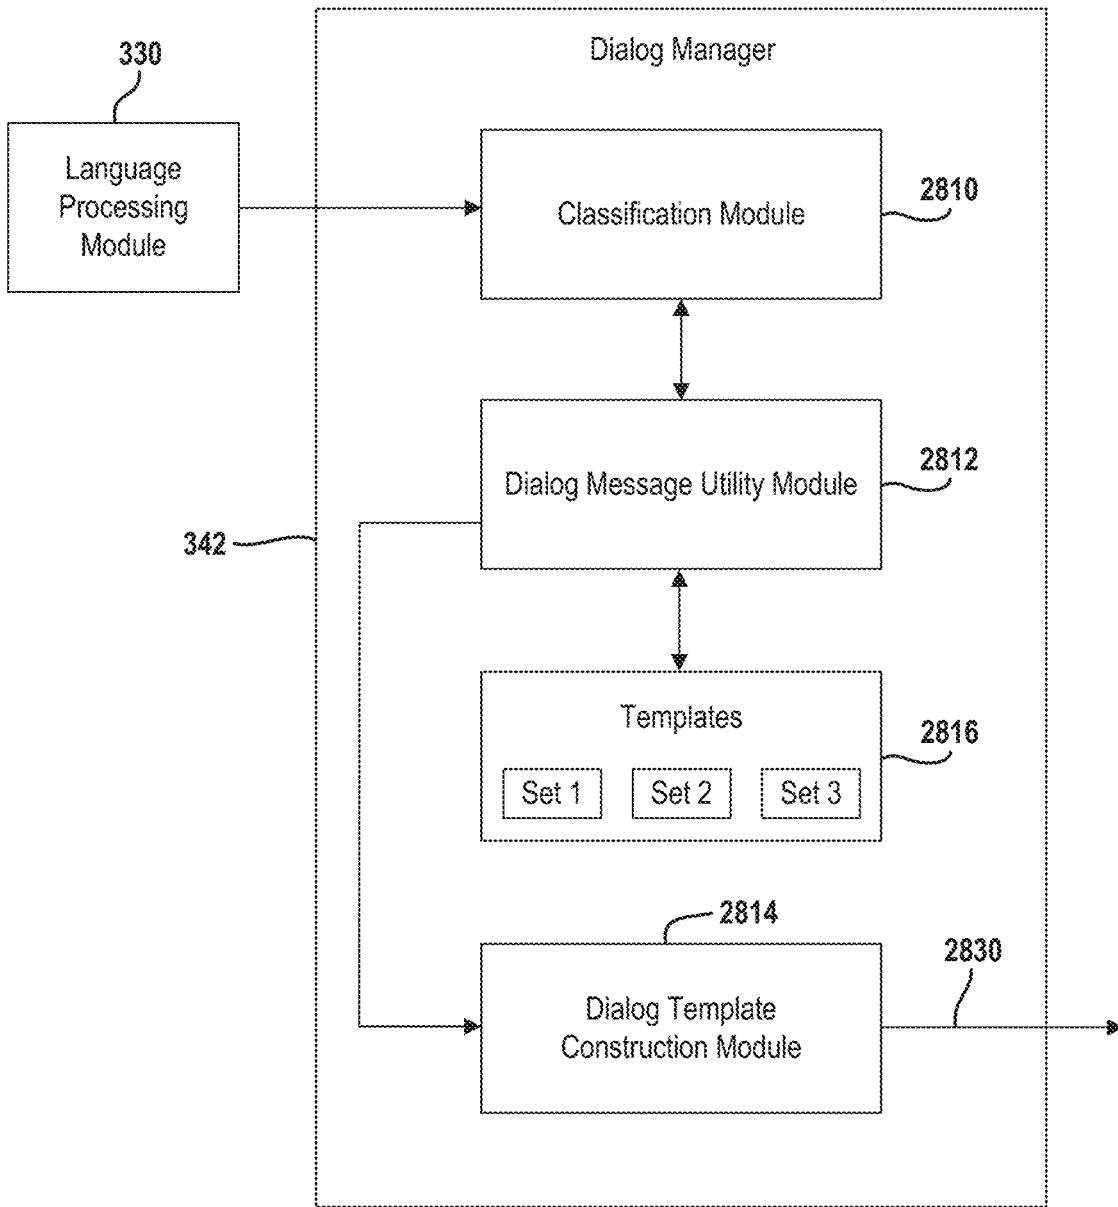 330
Dialog Manager
Language
Processing
Module
Classification Module
2810
Dialog Message Utility Module
2812
342
Templates
2816
Set 1
Set 2
Set 3
2814
2830
Dialog Template
Construction Module